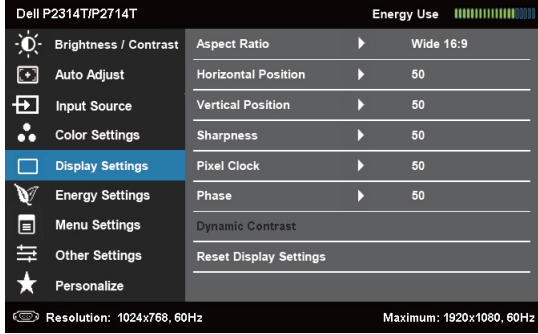 Dell P2314T/P2714T Energy Use
Brightness / Contrast
Auto Adjust
Input Source
Color Settings
Display Settings
Energy Settings
Menu Settings
Other Settings
Personalize
Aspect Ratio Wide 16:9
Horizontal Position 50
Vertical Position 50
Sharpness 50
Pixel Clock 50
Phase 50
Dynamic Contrast
Reset Display Settings
Resolution: 1024x768, 60Hz Maximum: 1920x1080, 60Hz